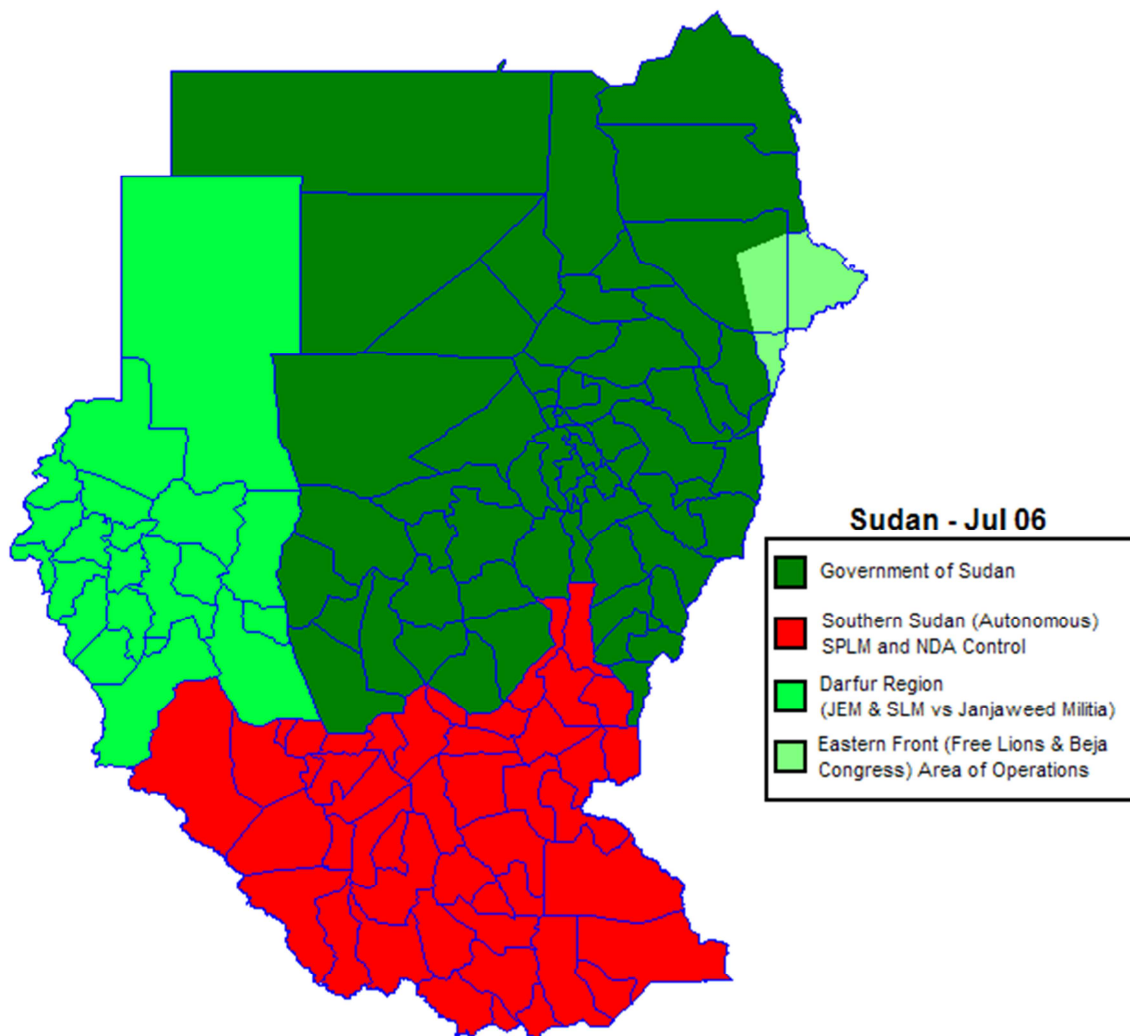 Sudan - Jul 06
Government of Sudan
Southern Sudan (Autonomous)
SPLM and NDA Control
Darfur Region
(JEM & SLM vs Janjaweed Militia)
Eastern Front (Free Lions & Beja
Congress) Area of Operations